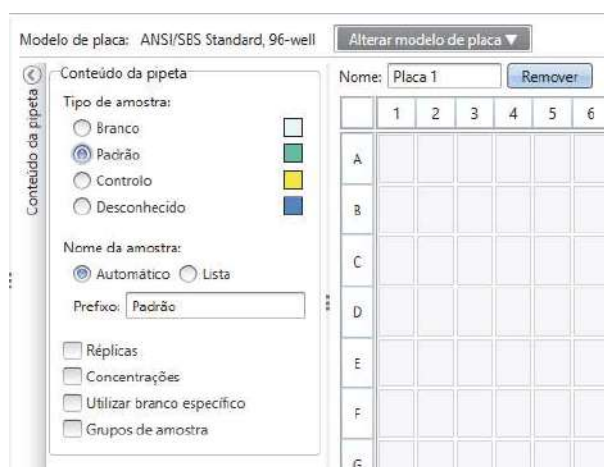 Modelo de placa: ANSI/SBS Standard, 96-well Alterar modelo de placa ▼
Conteúdo da pipeta
Conteúdo da pipeta
Tipo de amostra:
Branco
Padrão
Controlo
Desconhecido
Nome da amostra:
Automático Lista
Prefixo: Padrão
Réplicas
Concentrações
Utilizar branco específico
Grupos de amostra
Nome: Placa 1 Remover
1 2 3 4 5 6
A
B
C
D
E
F
G